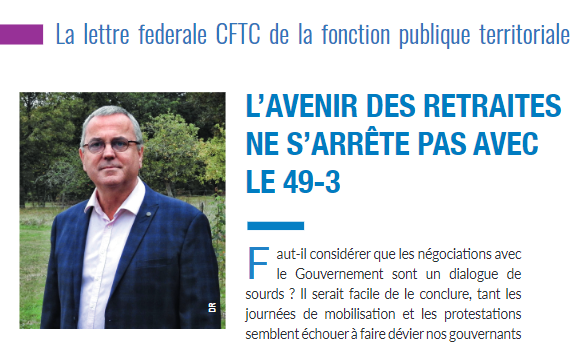 La lettre federale CFTC de la fonction publique territoriale
L’AVENIR DES RETRAITES
NE S’ARRÊTE PAS AVEC
LE 49-3
DR
Faut-il considérer que les négociations avec
le Gouvernement sont un dialogue de
sourds ? Il serait facile de le conclure, tant les
journées de mobilisation et les protestations
semblent échouer à faire dévier nos gouvernants